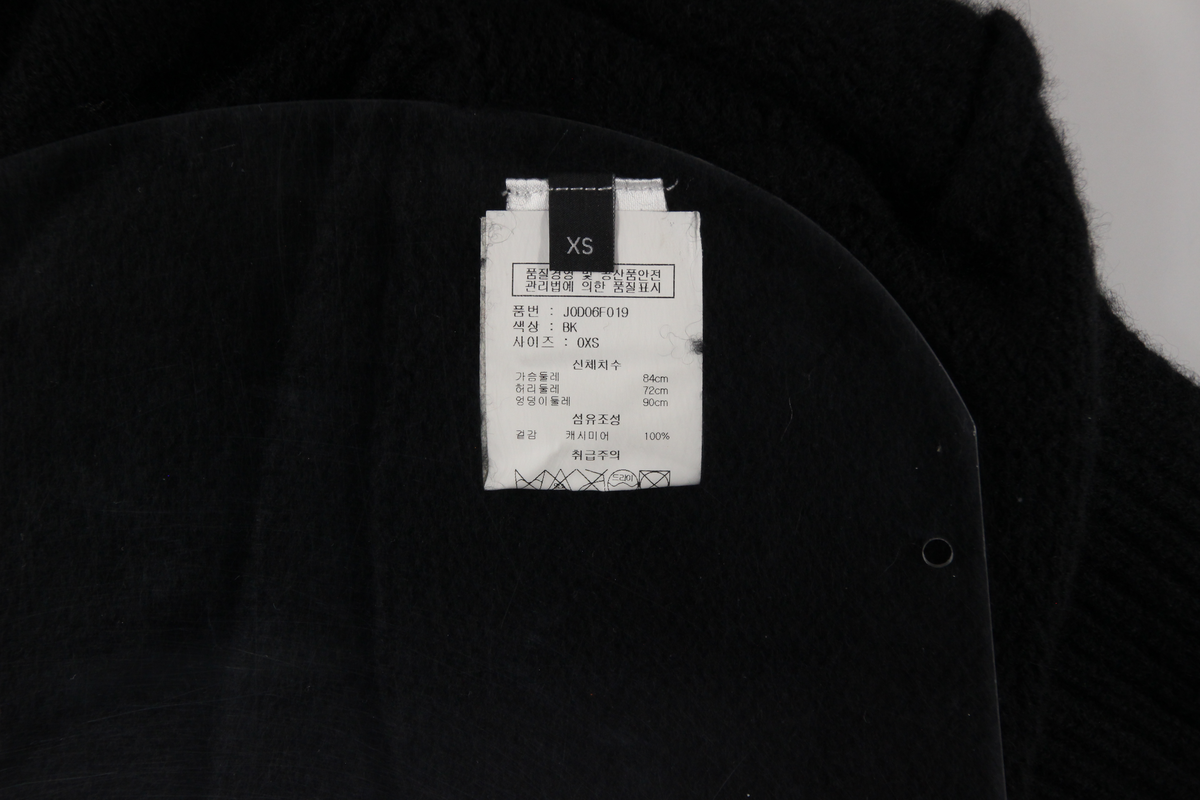 XS
품질경영 및 공산품안전
관리법에 의한 품질표시
품번 : J0D06F019
색상 : BK
사이즈 : 0XS
신체치수
가슴둘레 84cm
허리둘레 72cm
엉덩이둘레 90cm
섬유조성
겉감 캐시미어 100%
취급주의
드라이